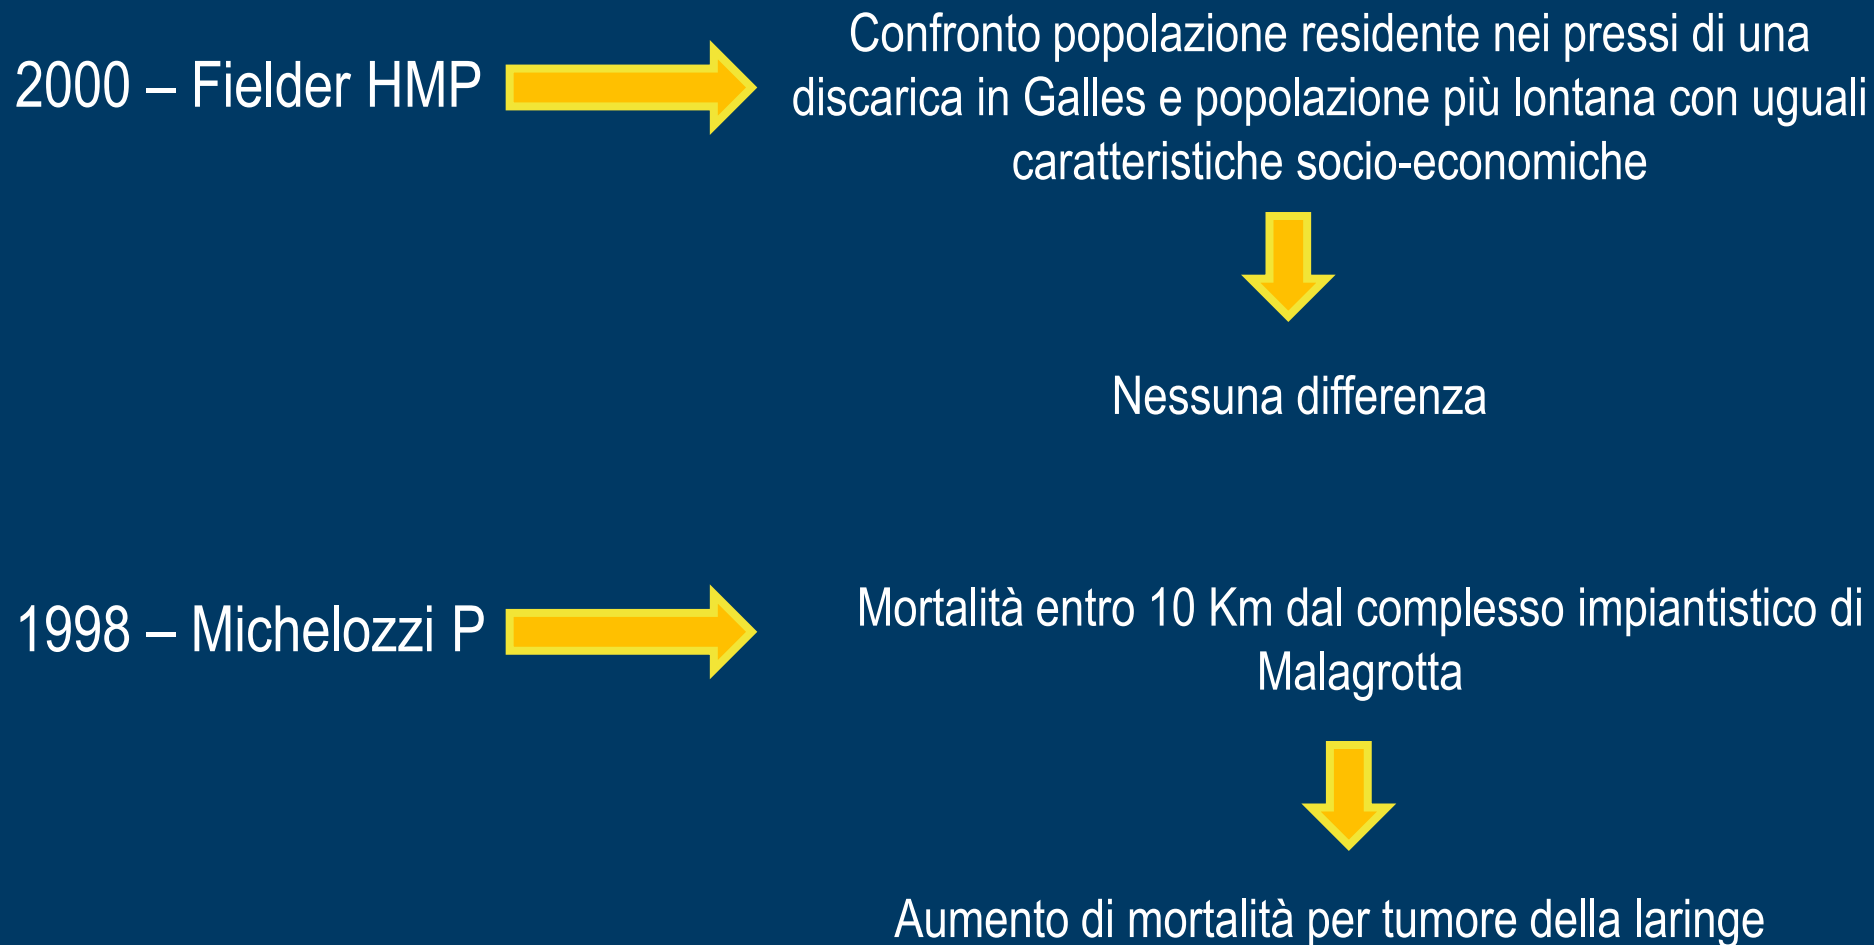 2000 – Fielder HMP
Confronto popolazione residente nei pressi di una
discarica in Galles e popolazione più lontana con uguali
caratteristiche socio-economiche
Nessuna differenza
1998 – Michelozzi P
Mortalità entro 10 Km dal complesso impiantistico di
Malagrotta
Aumento di mortalità per tumore della laringe